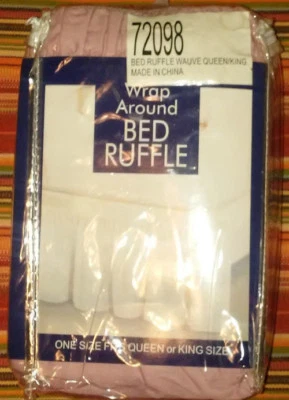 72098
BED RUFFLE WAUVE QUEEN/KING
MADE IN CHINA
Wrap
Around
BED
RUFFLE
ONE SIZE FITS QUEEN or KING SIZE